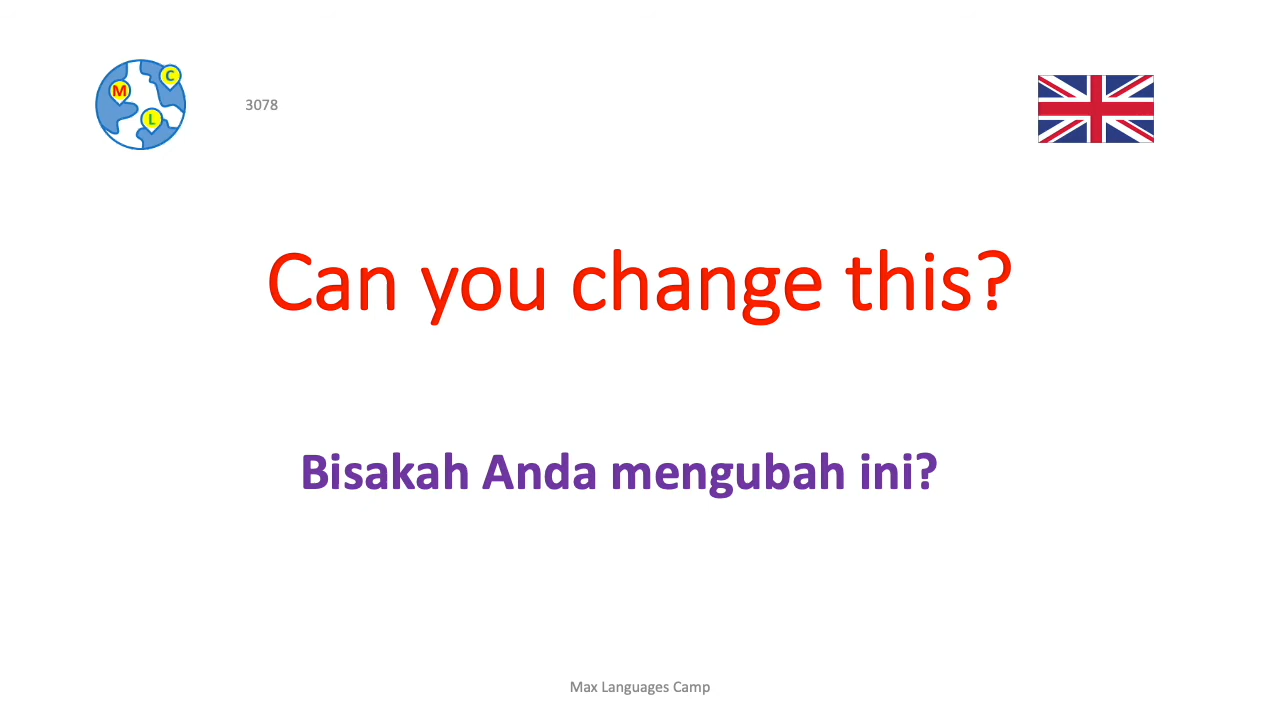 C
M
L
3078
Can you change this?
Bisakah Anda mengubah ini?
Max Languages Camp